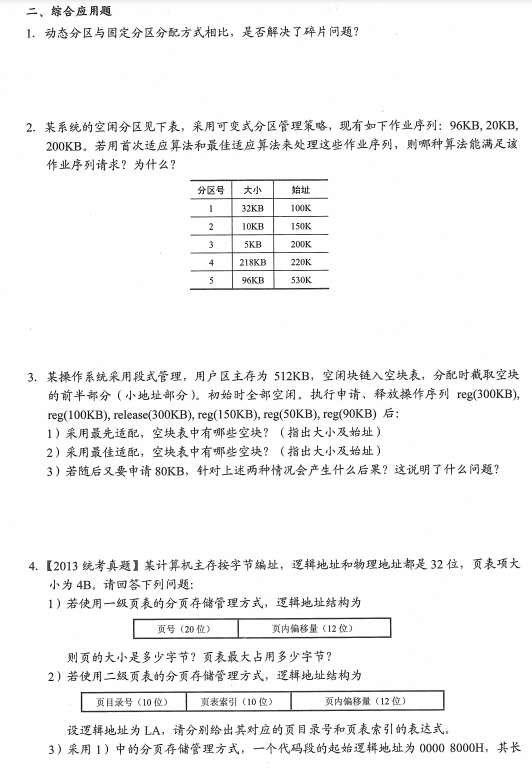 二、综合应用题
1. 动态分区与固定分区分配方式相比，是否解决了碎片问题？
2. 某系统的空闲分区见下表，采用可变式分区管理策略，现有如下作业序列：96KB, 20KB,
200KB。若用首次适应算法和最佳适应算法来处理这些作业序列，则哪种算法能满足该
作业序列请求？为什么？
分区号 大小 始址
1 32KB 100K
2 10KB 150K
3 5KB 200K
4 218KB 220K
5 96KB 530K
3. 某操作系统采用段式管理，用户区主存为 512KB，空闲块链入空块表，分配时截取空块
的前半部分（小地址部分）。初始时全部空闲。执行申请、释放操作序列 reg(300KB),
reg(100KB), release(300KB), reg(150KB), reg(50KB), reg(90KB) 后：
1）采用最先适配，空块表中有哪些空块？（指出大小及始址）
2）采用最佳适配，空块表中有哪些空块？（指出大小及始址）
3）若随后又要申请 80KB，针对上述两种情况会产生什么后果？这说明了什么问题？
4.【2013 统考真题】某计算机主存按字节编址，逻辑地址和物理地址都是 32 位，页表项大
小为 4B。请回答下列问题：
1）若使用一级页表的分页存储管理方式，逻辑地址结构为
页号（20 位） 页内偏移量（12 位）
则页的大小是多少字节？页表最大占用多少字节？
2）若使用二级页表的分页存储管理方式，逻辑地址结构为
页目录号（10 位） 页表索引（10 位） 页内偏移量（12 位）
设逻辑地址为 LA，请分别给出其对应的页目录号和页表索引的表达式。
3）采用 1）中的分页存储管理方式，一个代码段的起始逻辑地址为 0000 8000H，其长